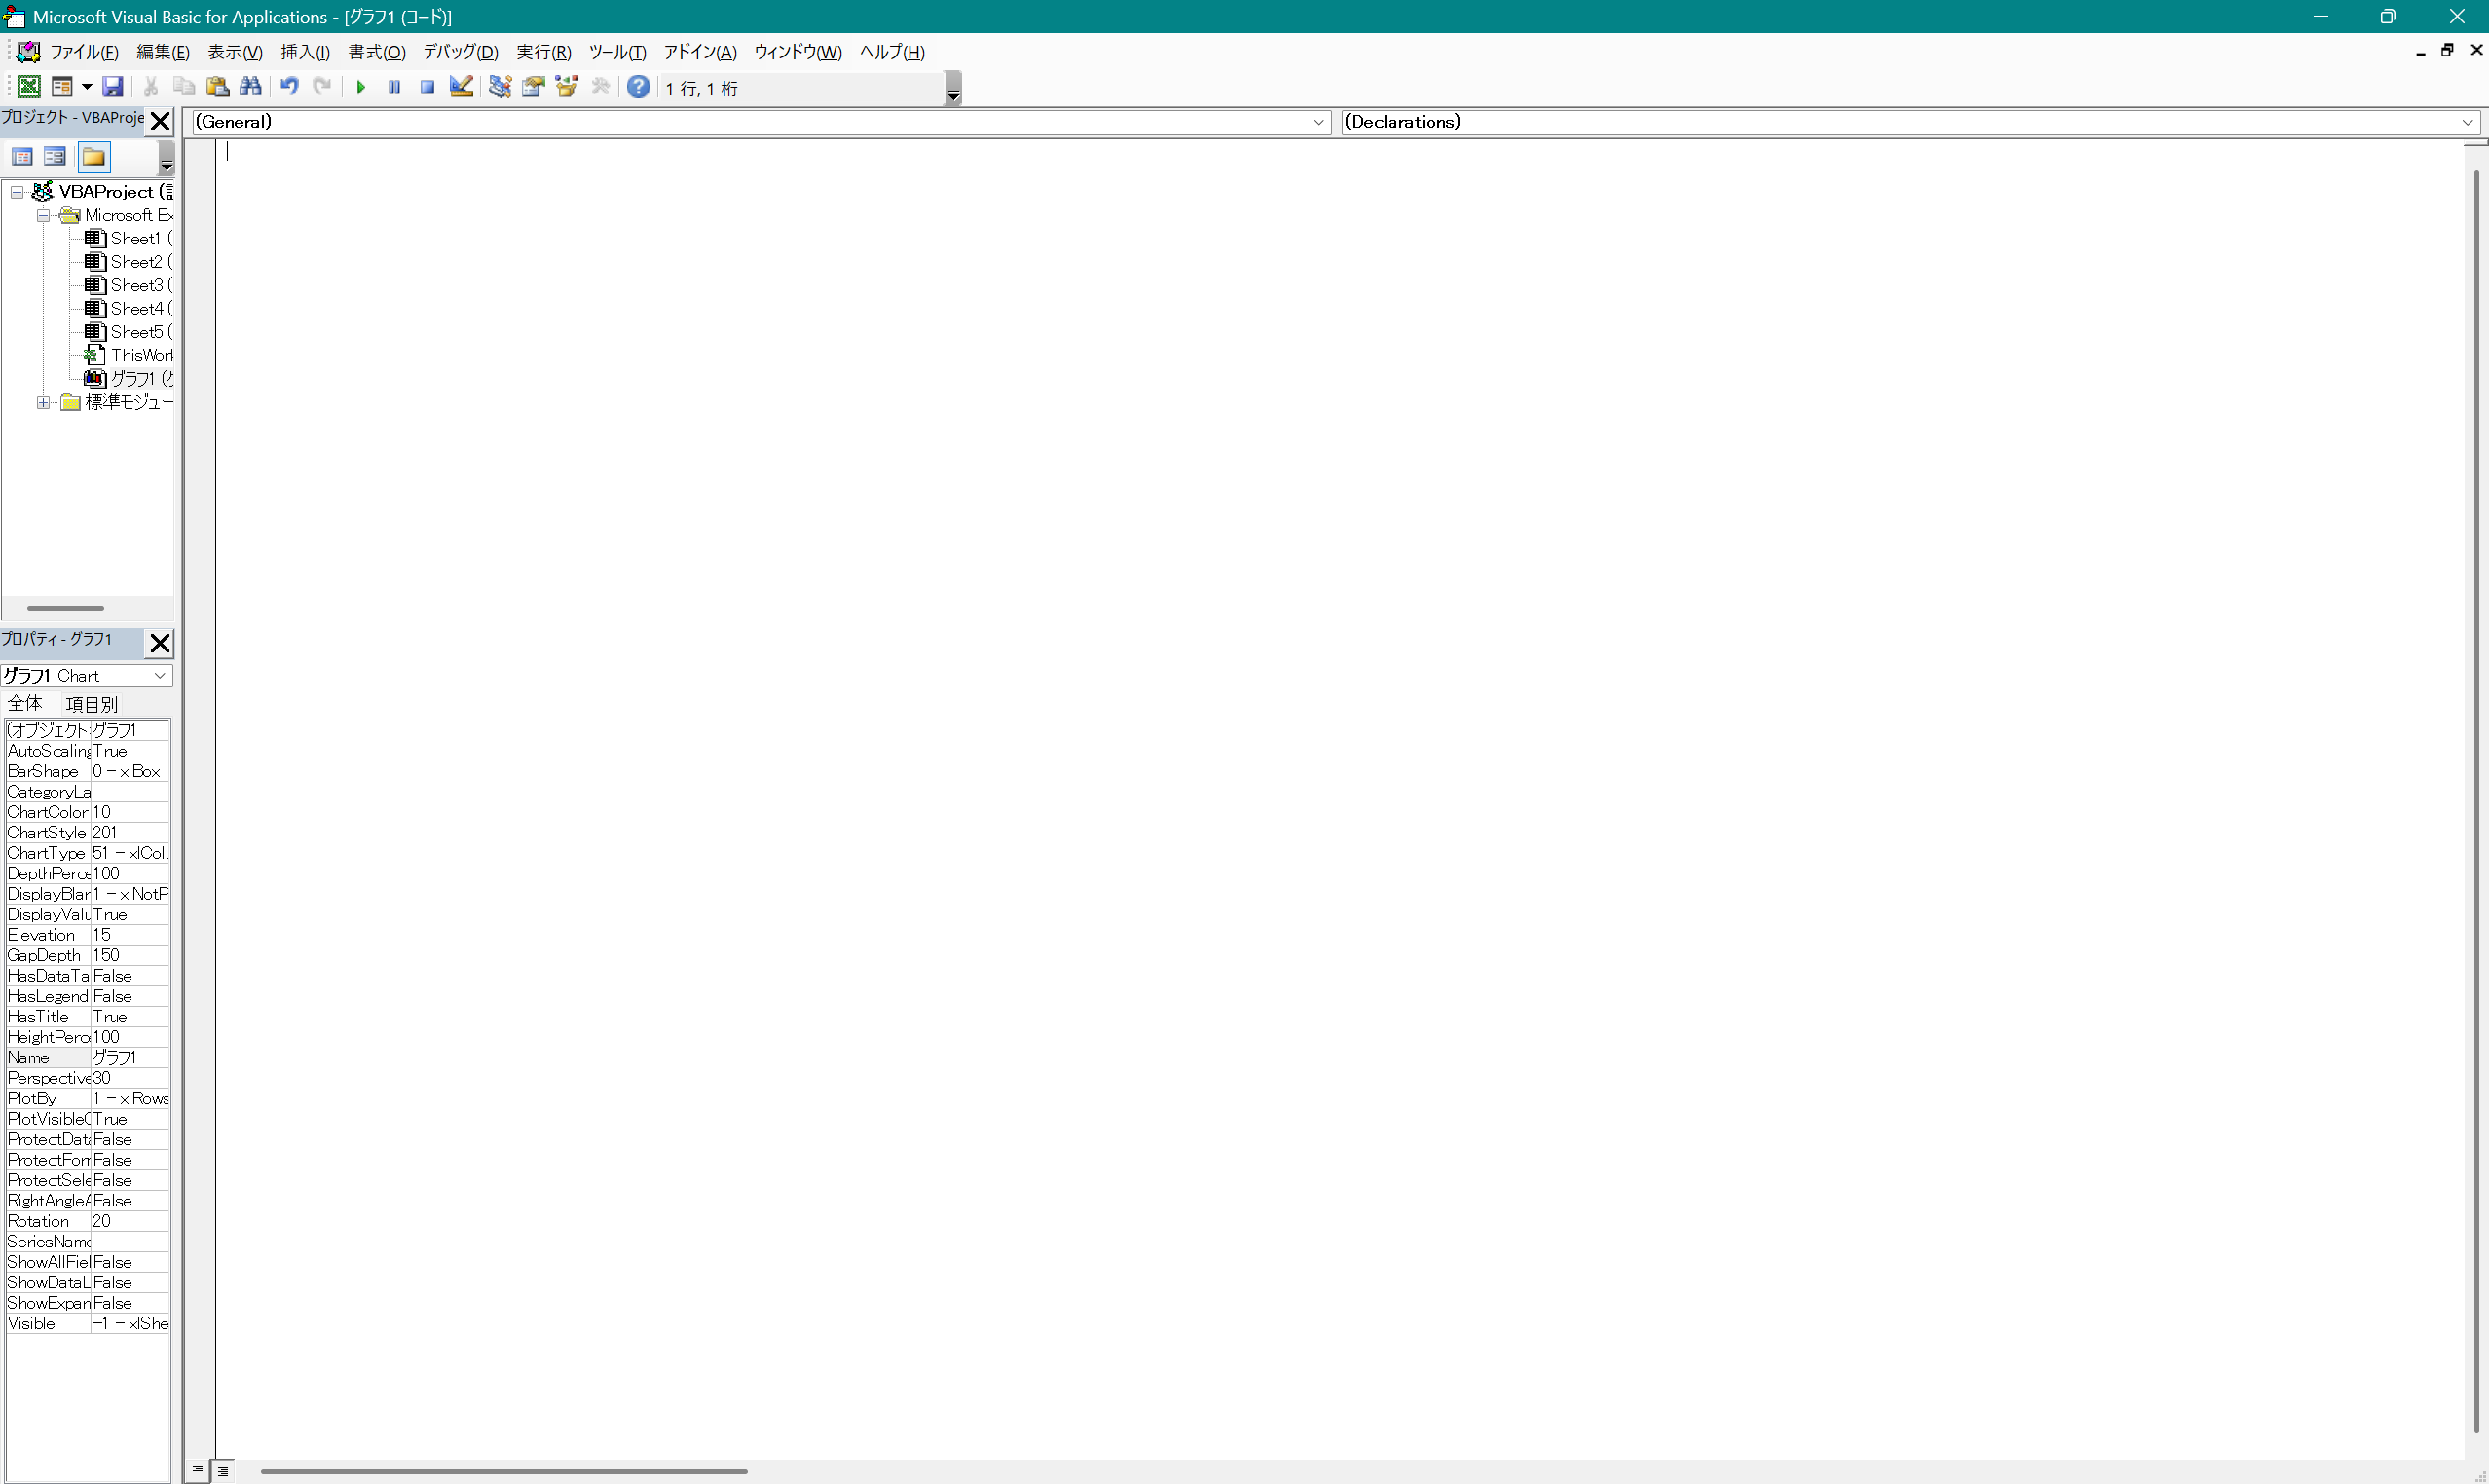 Microsoft Visual Basic for Applications - [グラフ1 (コード)]
ファイル(F) 編集(E) 表示(V) 挿入(I) 書式(O) デバッグ(D) 実行(R) ツール(T) アドイン(A) ウィンドウ(W) ヘルプ(H)
1 行, 1 桁
プロジェクト - VBAProje
(General)
(Declarations)
VBAProject (
Microsoft Ex
Sheet1 (
Sheet2 (
Sheet3 (
Sheet4 (
Sheet5 (
ThisWork
グラフ1 (
標準モジュー
プロパティ - グラフ1
グラフ1 Chart
全体 項目別
(オブジェクト グラフ1
AutoScaling True
BarShape 0 - xlBox
CategoryLa
ChartColor 10
ChartStyle 201
ChartType 51 - xlColu
DepthPerce 100
DisplayBlan 1 - xlNotP
DisplayValu True
Elevation 15
GapDepth 150
HasDataTa False
HasLegend False
HasTitle True
HeightPerce 100
Name グラフ1
Perspective 30
PlotBy 1 - xlRows
PlotVisibleO True
ProtectData False
ProtectForm False
ProtectSele False
RightAngleA False
Rotation 20
SeriesName
ShowAllFiel False
ShowDataL False
ShowExpan False
Visible -1 - xlShe